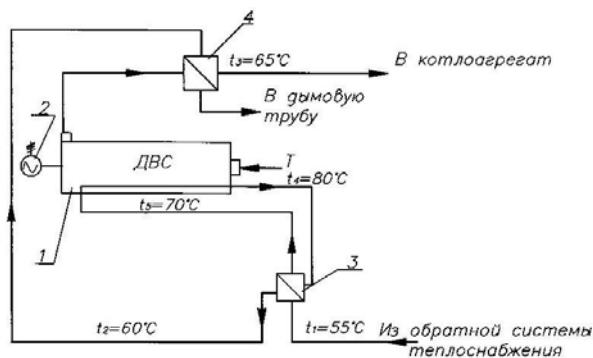 4
t₃=65°C
В котлоагрегат
В дымовую
трубу
2
ДВС
T
t₄=80°C
t₅=70°C
1
3
t₂=60°C
t₁=55°C
Из обратной системы
теплоснабжения